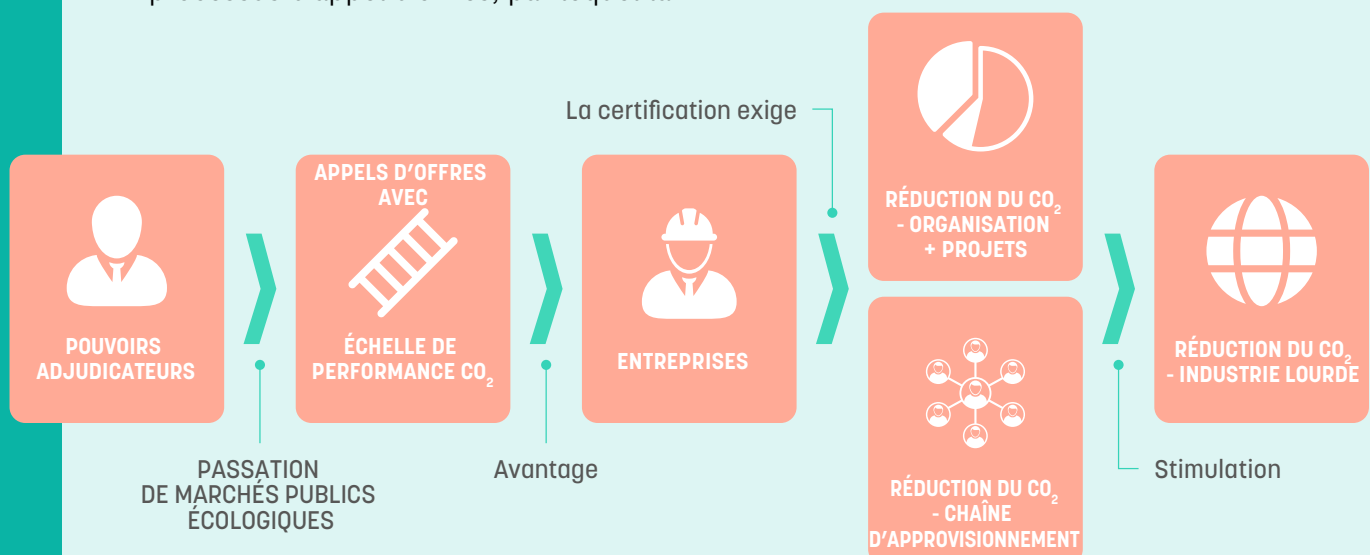 La certification exige
POUVOIRS
ADJUDICATEURS
PASSATION
DE MARCHÉS PUBLICS
ÉCOLOGIQUES
APPELS D'OFFRES
AVEC
ÉCHELLE DE
PERFORMANCE CO₂
Avantage
ENTREPRISES
RÉDUCTION DU CO₂
- ORGANISATION
+ PROJETS
RÉDUCTION DU CO₂
- CHAÎNE
D'APPROVISIONNEMENT
Stimulation
RÉDUCTION DU CO₂
- INDUSTRIE LOURDE